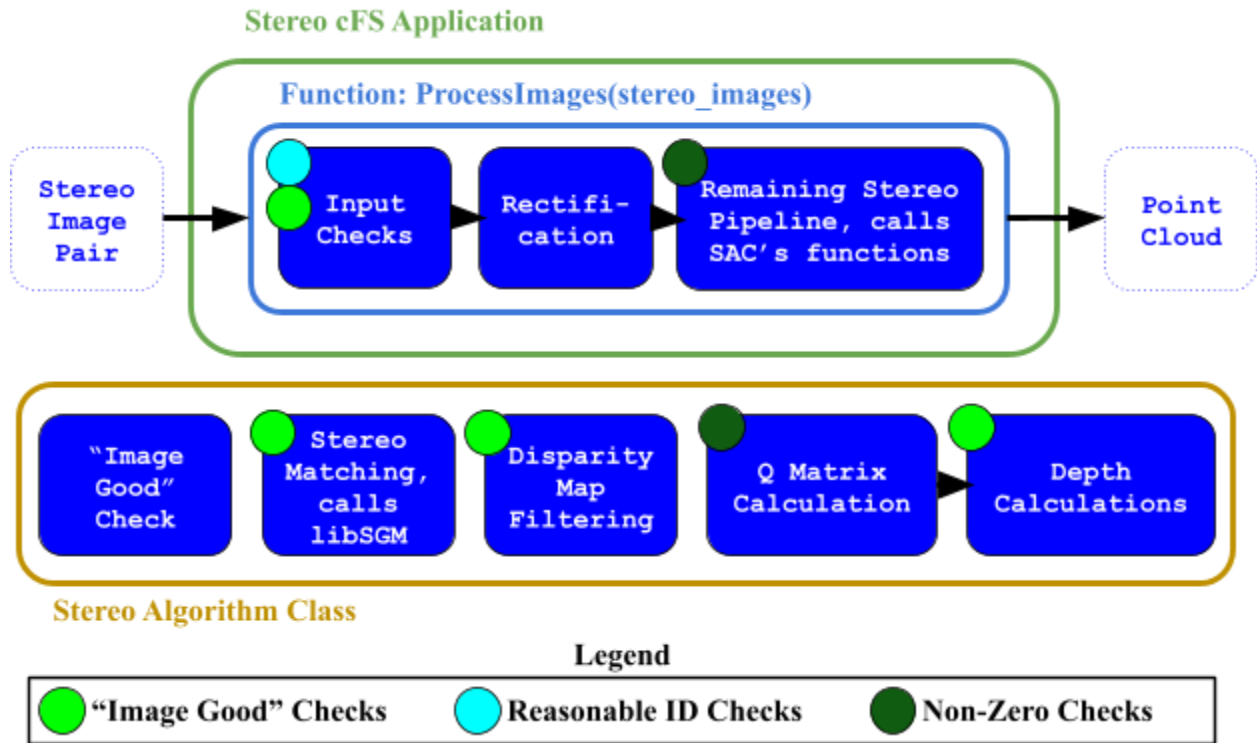 Stereo cFS Application
Function: ProcessImages(stereo_images)
Stereo
Image
Pair
Input
Checks
Rectifi-
cation
Remaining Stereo
Pipeline, calls
SAC's functions
Point
Cloud
“Image
Good”
Check
Stereo
Matching,
calls
libSGM
Disparity
Map
Filtering
Q Matrix
Calculation
Depth
Calculations
Stereo Algorithm Class
Legend
“Image Good” Checks
Reasonable ID Checks
Non-Zero Checks